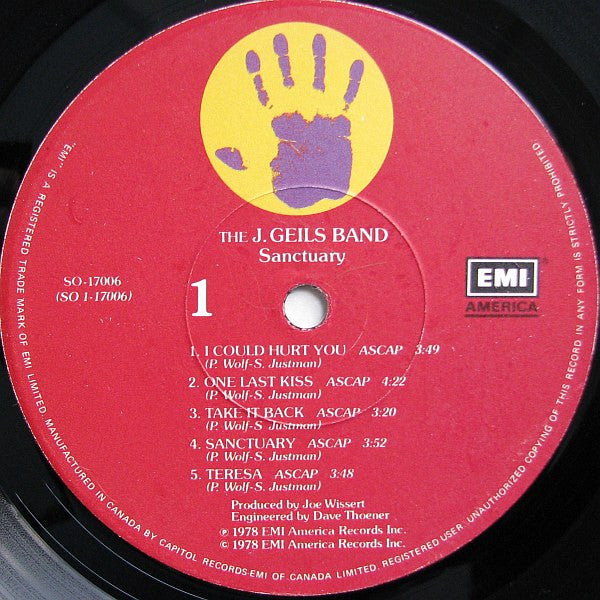 THE J. GEILS BAND
Sanctuary
SO-17006
(SO 1-17006)
1
EMI
AMERICA
1. I COULD HURT YOU ASCAP 3:49
(P. Wolf-S. Justman)
2. ONE LAST KISS ASCAP 4:22
(P. Wolf-S. Justman)
3. TAKE IT BACK ASCAP 3:20
(P. Wolf-S. Justman)
4. SANCTUARY ASCAP 3:52
(P. Wolf-S. Justman)
5. TERESA ASCAP 3:48
(P. Wolf-S. Justman)
Produced by Joe Wissert
Engineered by Dave Thoener
℗ 1978 EMI America Records Inc.
© 1978 EMI America Records Inc.
"EMI" IS A REGISTERED TRADE MARK OF EMI LIMITED. MANUFACTURED IN CANADA BY CAPITOL RECORDS-EMI OF CANADA LIMITED. REGISTERED USER. UNAUTHORIZED COPYING OF THIS RECORD IN ANY FORM IS STRICTLY PROHIBITED